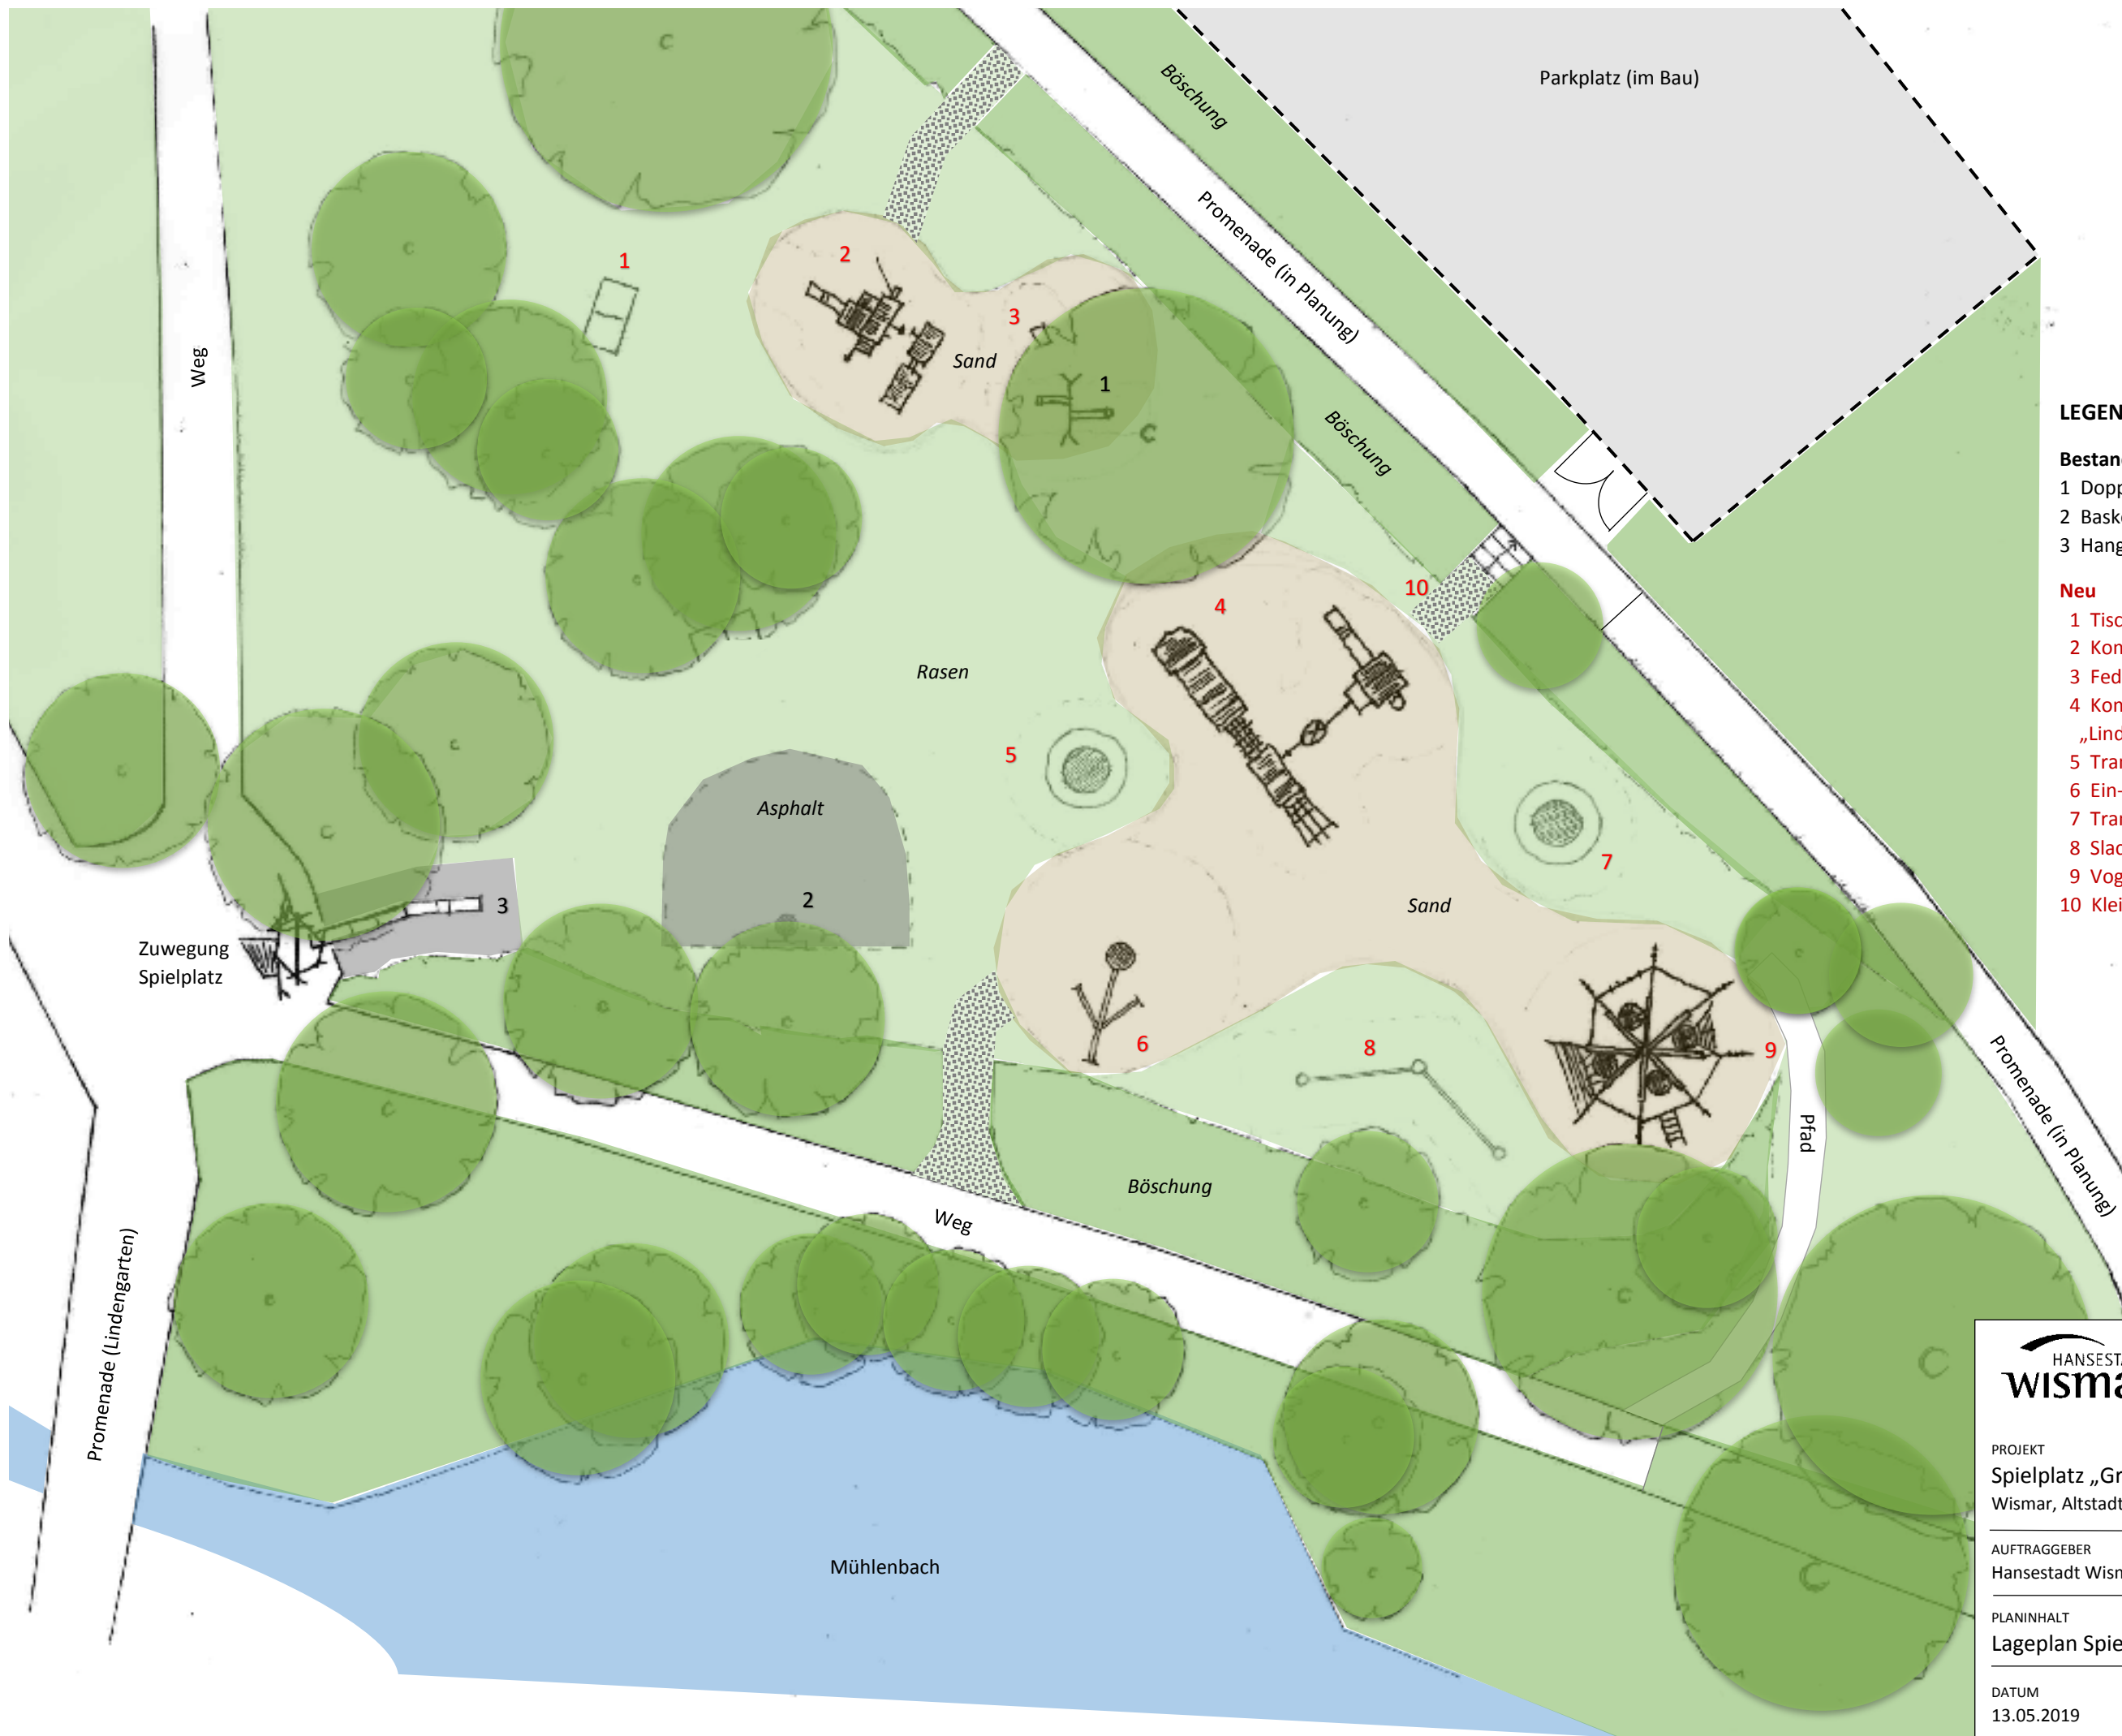 Parkplatz (im Bau)
Böschung
Promenade (in Planung)
Weg
1
2
3
Sand
1
Böschung
10
4
Rasen
5
Asphalt
7
2
3
Sand
Zuwegung
Spielplatz
6
8
9
Pfad
Promenade (in Planung)
Böschung
Weg
Promenade (Lindengarten)
Mühlenbach
LEGEN
Bestan
1 Dopp
2 Bask
3 Hang
Neu
1 Tisc
2 Kon
3 Fed
4 Kon
„Lind
5 Tran
6 Ein-
7 Tran
8 Slac
9 Vog
10 Klei
HANSESTA
wisma
PROJEKT
Spielplatz „Gr
Wismar, Altstadt
AUFTRAGGEBER
Hansestadt Wism
PLANINHALT
Lageplan Spie
DATUM
13.05.2019